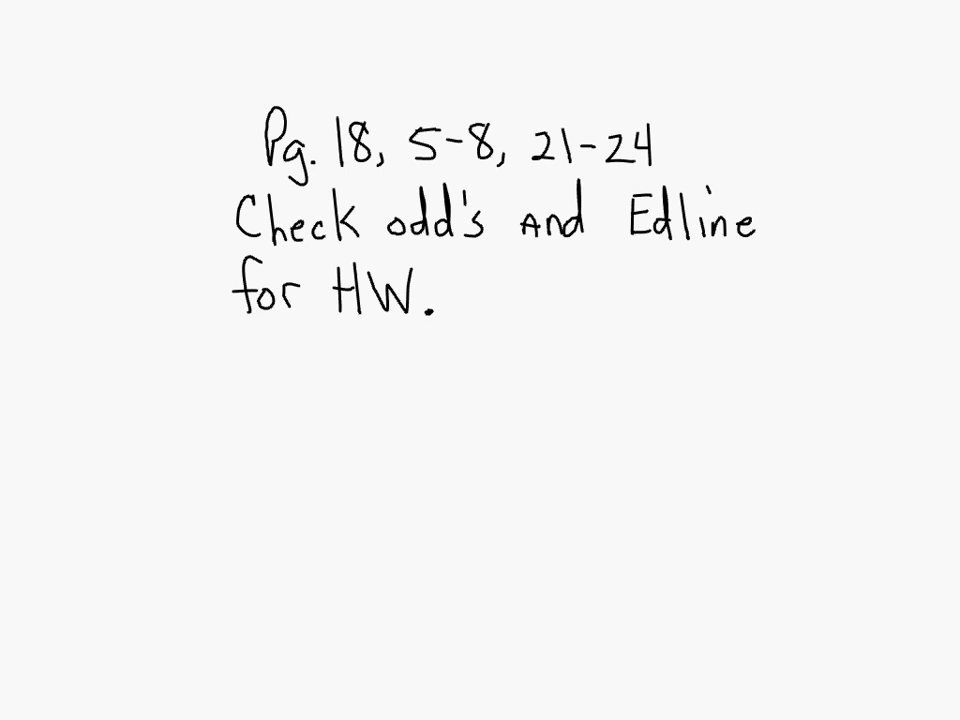 Pg. 18, 5-8, 21-24
Check odd's and Edline
for HW.